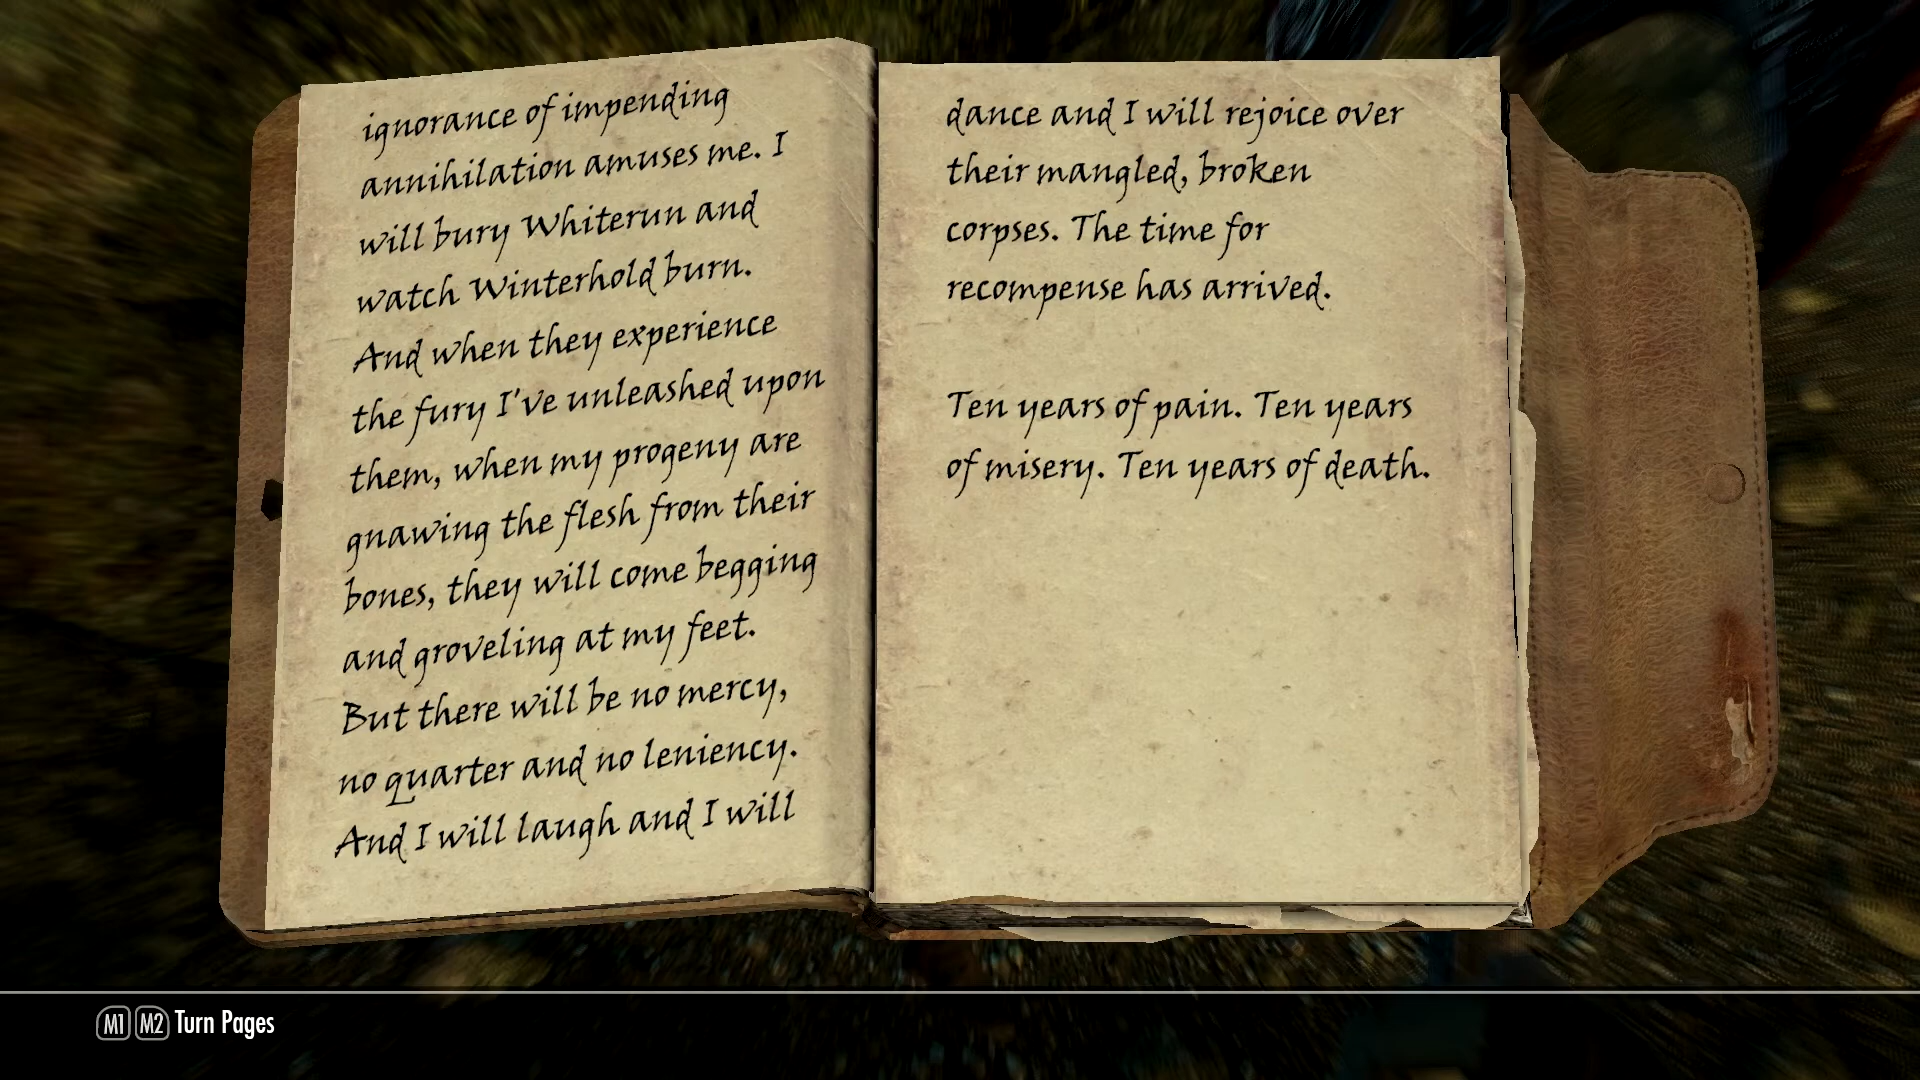 ignorance of impending
annihilation amuses me. I
will bury Whiterun and
watch Winterhold burn.
And when they experience
the fury I've unleashed upon
them, when my progeny are
gnawing the flesh from their
bones, they will come begging
and groveling at my feet.
But there will be no mercy,
no quarter and no leniency.
And I will laugh and I will
dance and I will rejoice over
their mangled, broken
corpses. The time for
recompense has arrived.
Ten years of pain. Ten years
of misery. Ten years of death.
M1 M2 Turn Pages